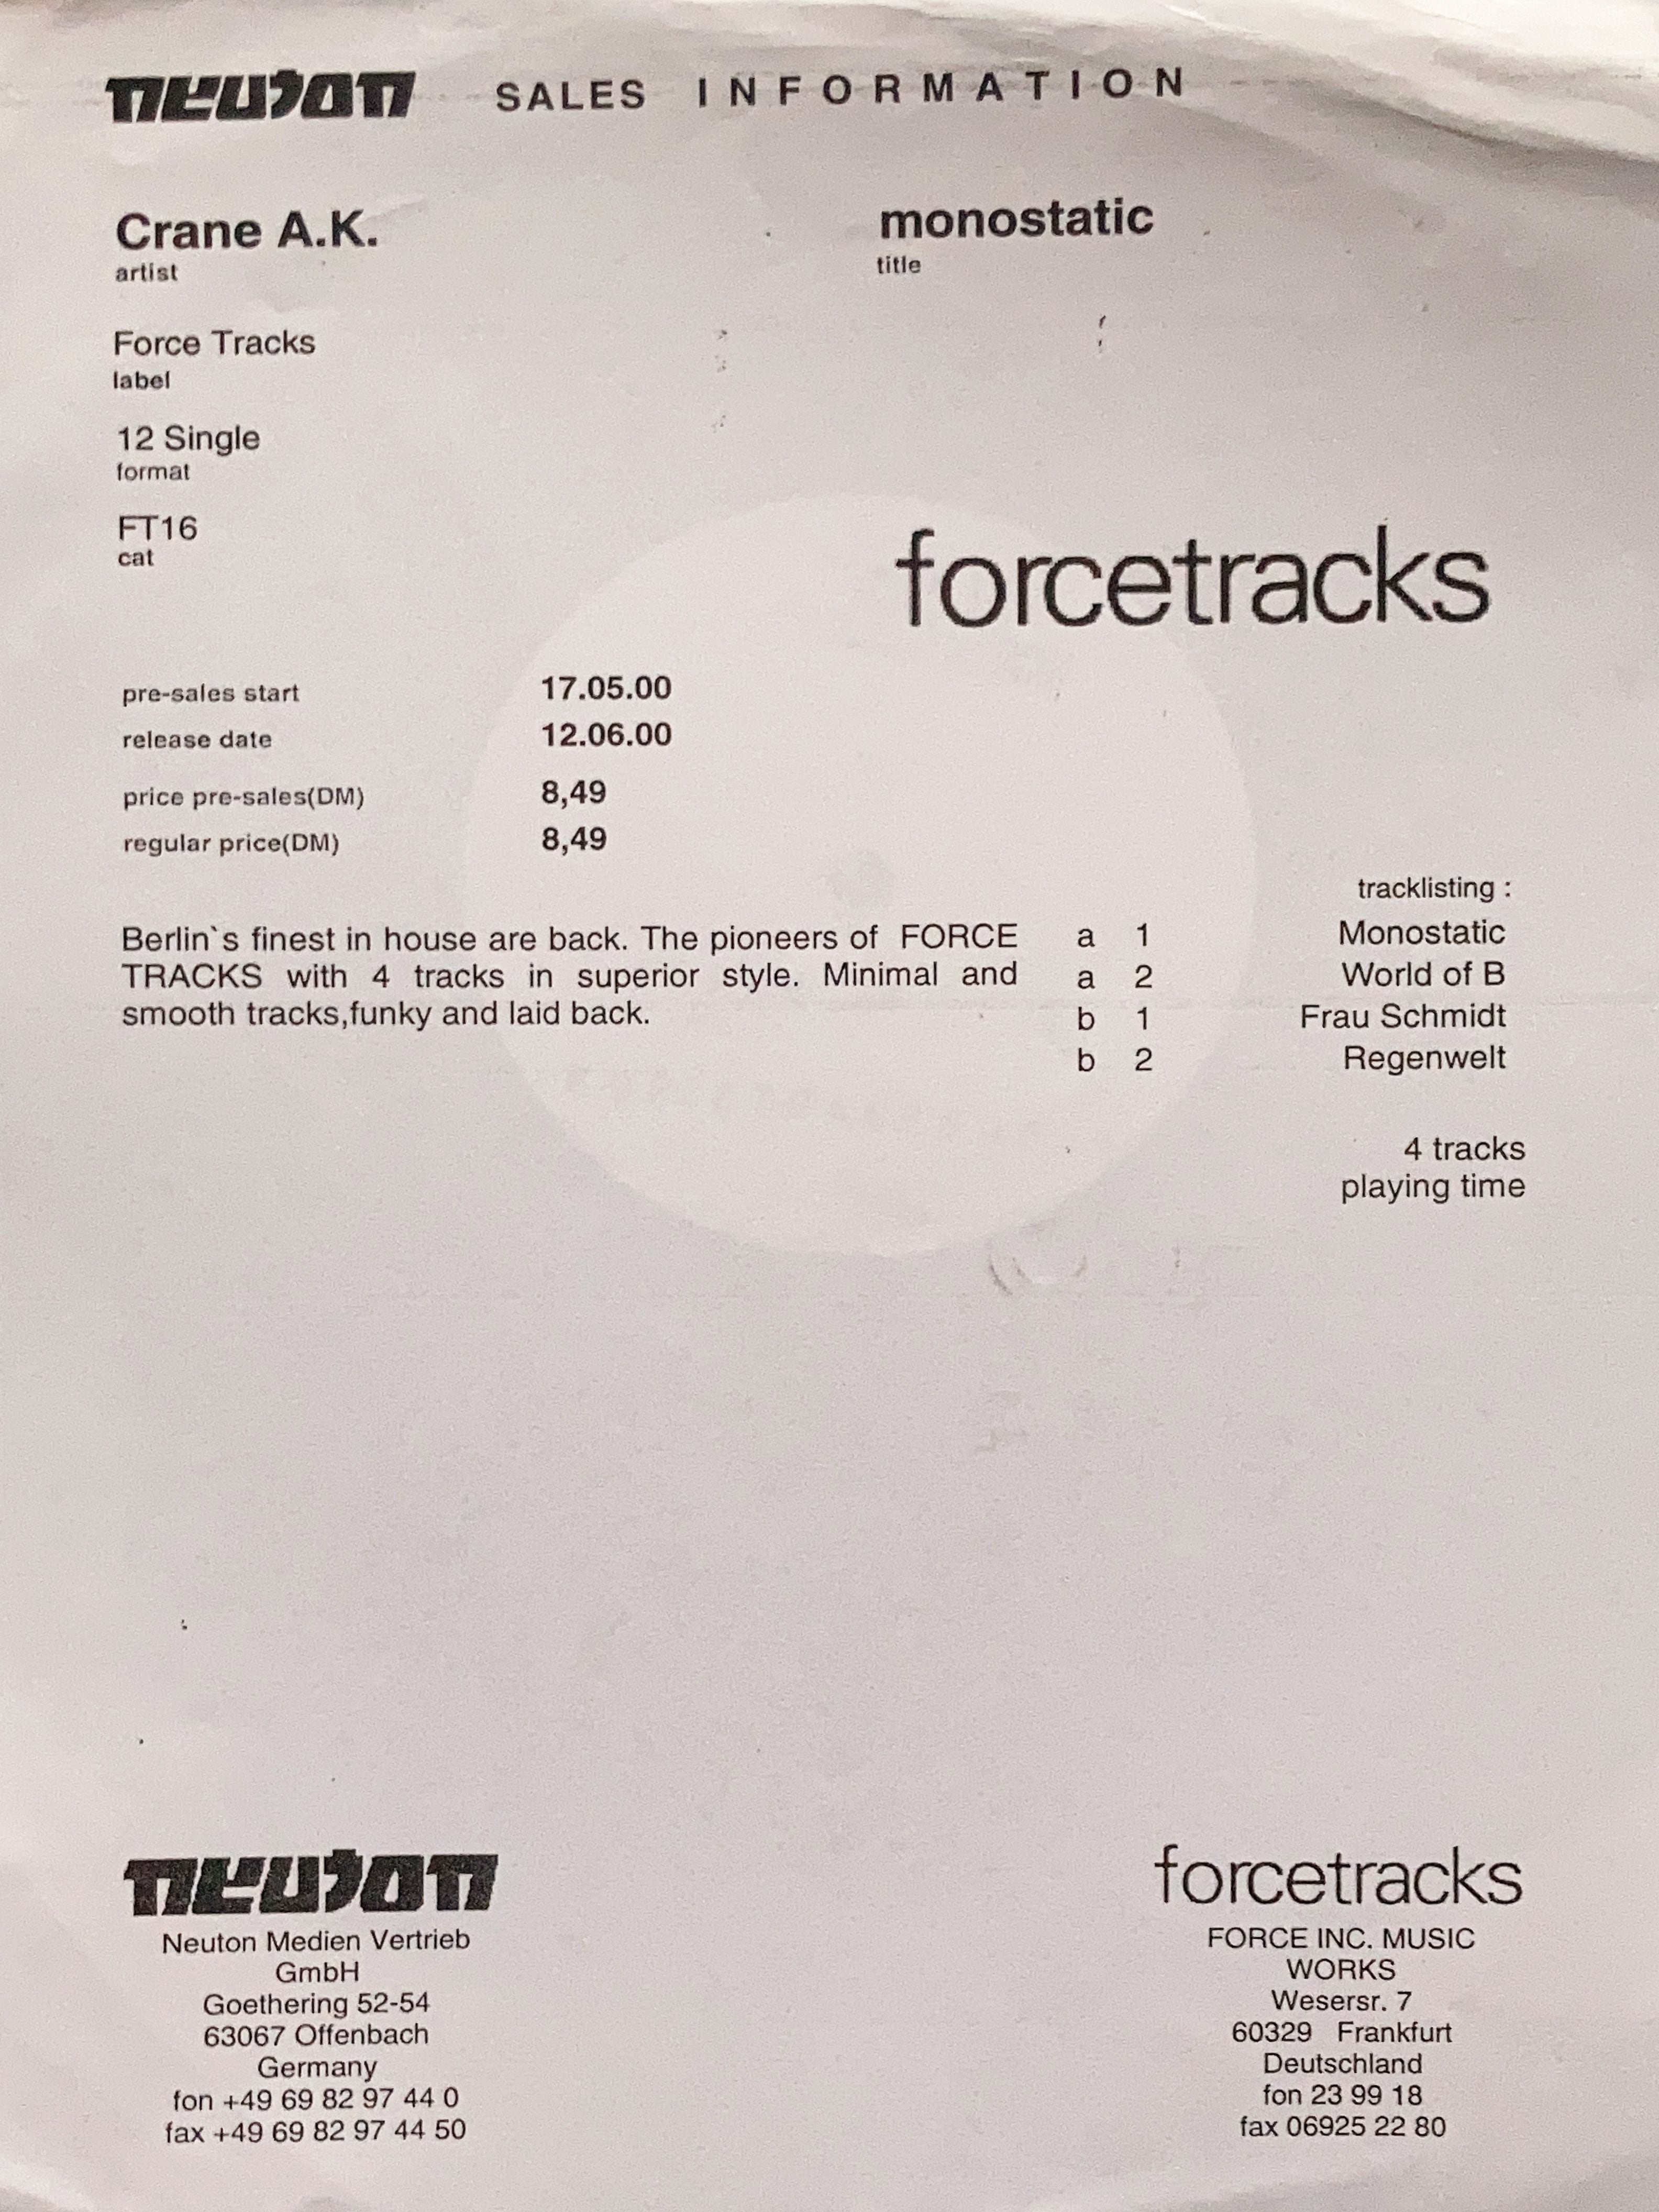 neuton SALES INFORMATION
Crane A.K.
artist
monostatic
title
Force Tracks
label
12 Single
format
FT16
cat
forcetracks
pre-sales start 17.05.00
release date 12.06.00
price pre-sales(DM) 8,49
regular price(DM) 8,49
Berlin`s finest in house are back. The pioneers of FORCE
TRACKS with 4 tracks in superior style. Minimal and
smooth tracks,funky and laid back.
tracklisting :
a 1 Monostatic
a 2 World of B
b 1 Frau Schmidt
b 2 Regenwelt
4 tracks
playing time
neuton
Neuton Medien Vertrieb
GmbH
Goethering 52-54
63067 Offenbach
Germany
fon +49 69 82 97 44 0
fax +49 69 82 97 44 50
forcetracks
FORCE INC. MUSIC
WORKS
Wesersr. 7
60329 Frankfurt
Deutschland
fon 23 99 18
fax 06925 22 80